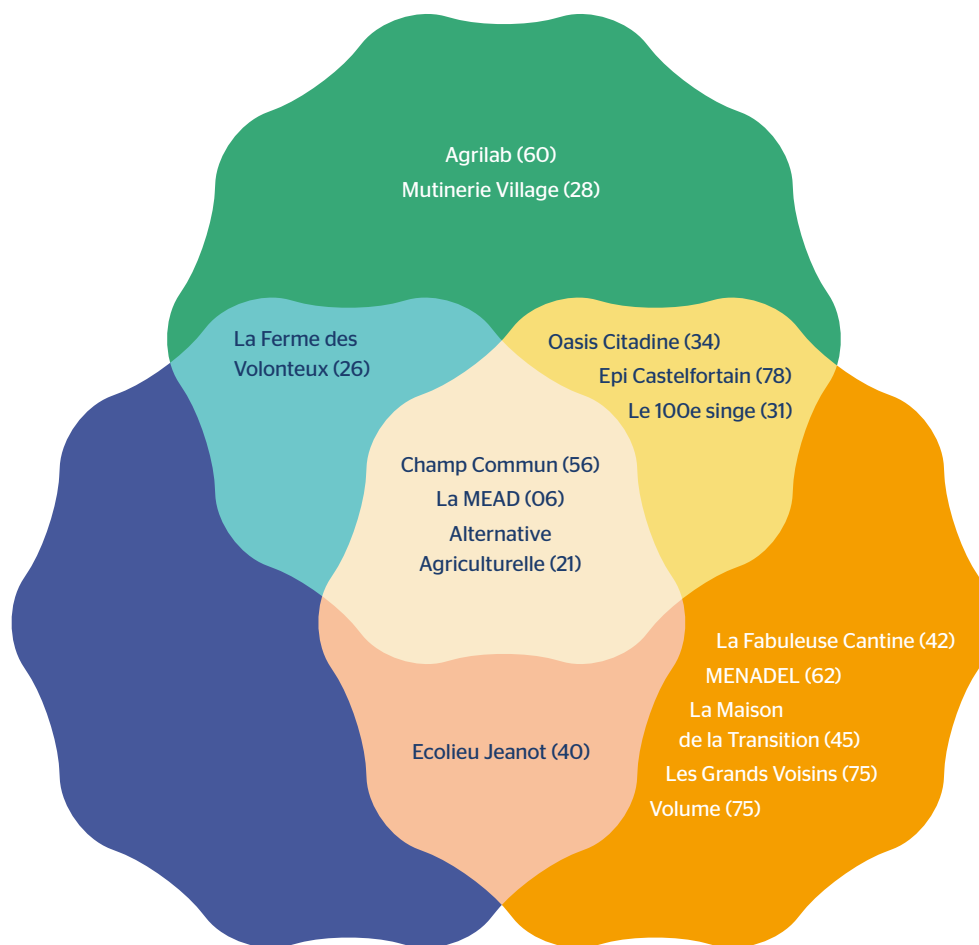 Agrilab (60)
Mutinerie Village (28)
La Ferme des
Volonteux (26)
Oasis Citadine (34)
Epi Castelfortain (78)
Le 100e singe (31)
Champ Commun (56)
La MEAD (06)
Alternative
Agriculturelle (21)
La Fabuleuse Cantine (42)
MENADEL (62)
La Maison
de la Transition (45)
Les Grands Voisins (75)
Volume (75)
Ecolieu Jeanot (40)